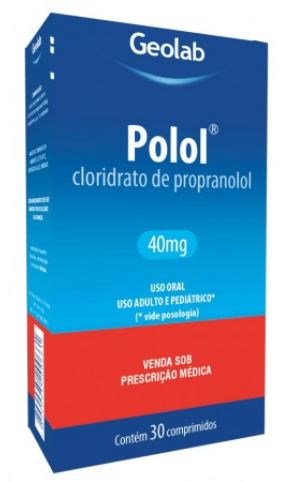 Geolab
Polol®
cloridrato de propranolol
40mg
USO ORAL
USO ADULTO E PEDIÁTRICO*
(* vide posologia)
VENDA SOB
PRESCRIÇÃO MÉDICA
Contém 30 comprimidos